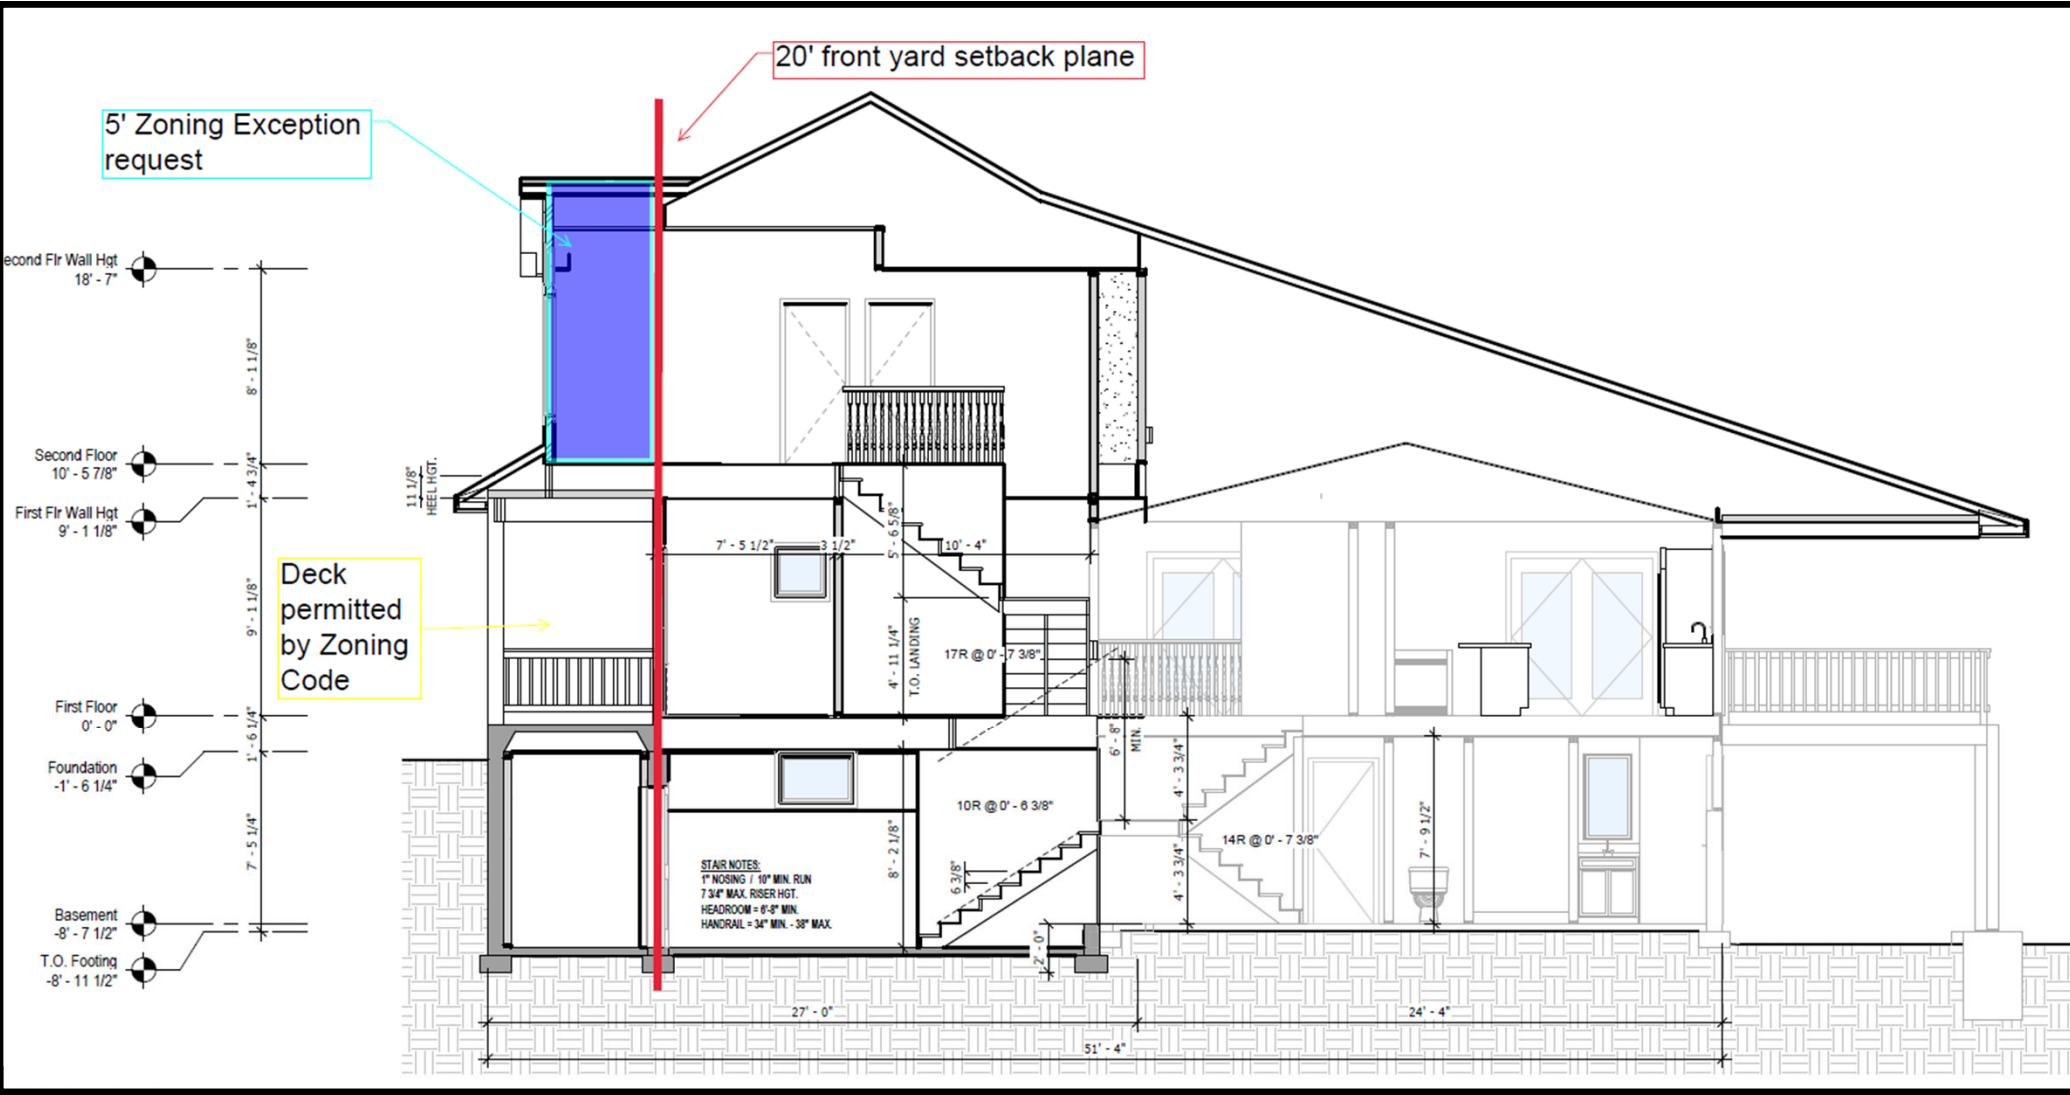 20' front yard setback plane
5' Zoning Exception
request
econd Flr Wall Hgt
18' - 7"
8' - 1 1/8"
Second Floor
10' - 5 7/8"
1' - 4 3/4"
11 1/8"
HEEL HGT.
First Flr Wall Hgt
9' - 1 1/8"
5' - 6 5/8"
7' - 5 1/2"
3 1/2"
10' - 4"
Deck
permitted
by Zoning
Code
9' - 1 1/8"
4' - 11 1/4"
T.O. LANDING
17R @ 0' - 7 3/8"
First Floor
0' - 0"
1' - 6 1/4"
6' - 8"
MIN.
4' - 3 3/4"
Foundation
-1' - 6 1/4"
7' - 5 1/4"
10R @ 0' - 6 3/8"
8' - 2 1/8"
14R @ 0' - 7 3/8"
7' - 9 1/2"
STAIR NOTES:
1" NOSING / 10" MIN. RUN
7 3/4" MAX. RISER HGT.
HEADROOM = 6'-8" MIN.
HANDRAIL = 34" MIN. - 38" MAX.
6 3/8"
4' - 3 3/4"
Basement
-8' - 7 1/2"
2' - 0"
T.O. Footing
-8' - 11 1/2"
27' - 0"
24' - 4"
51' - 4"